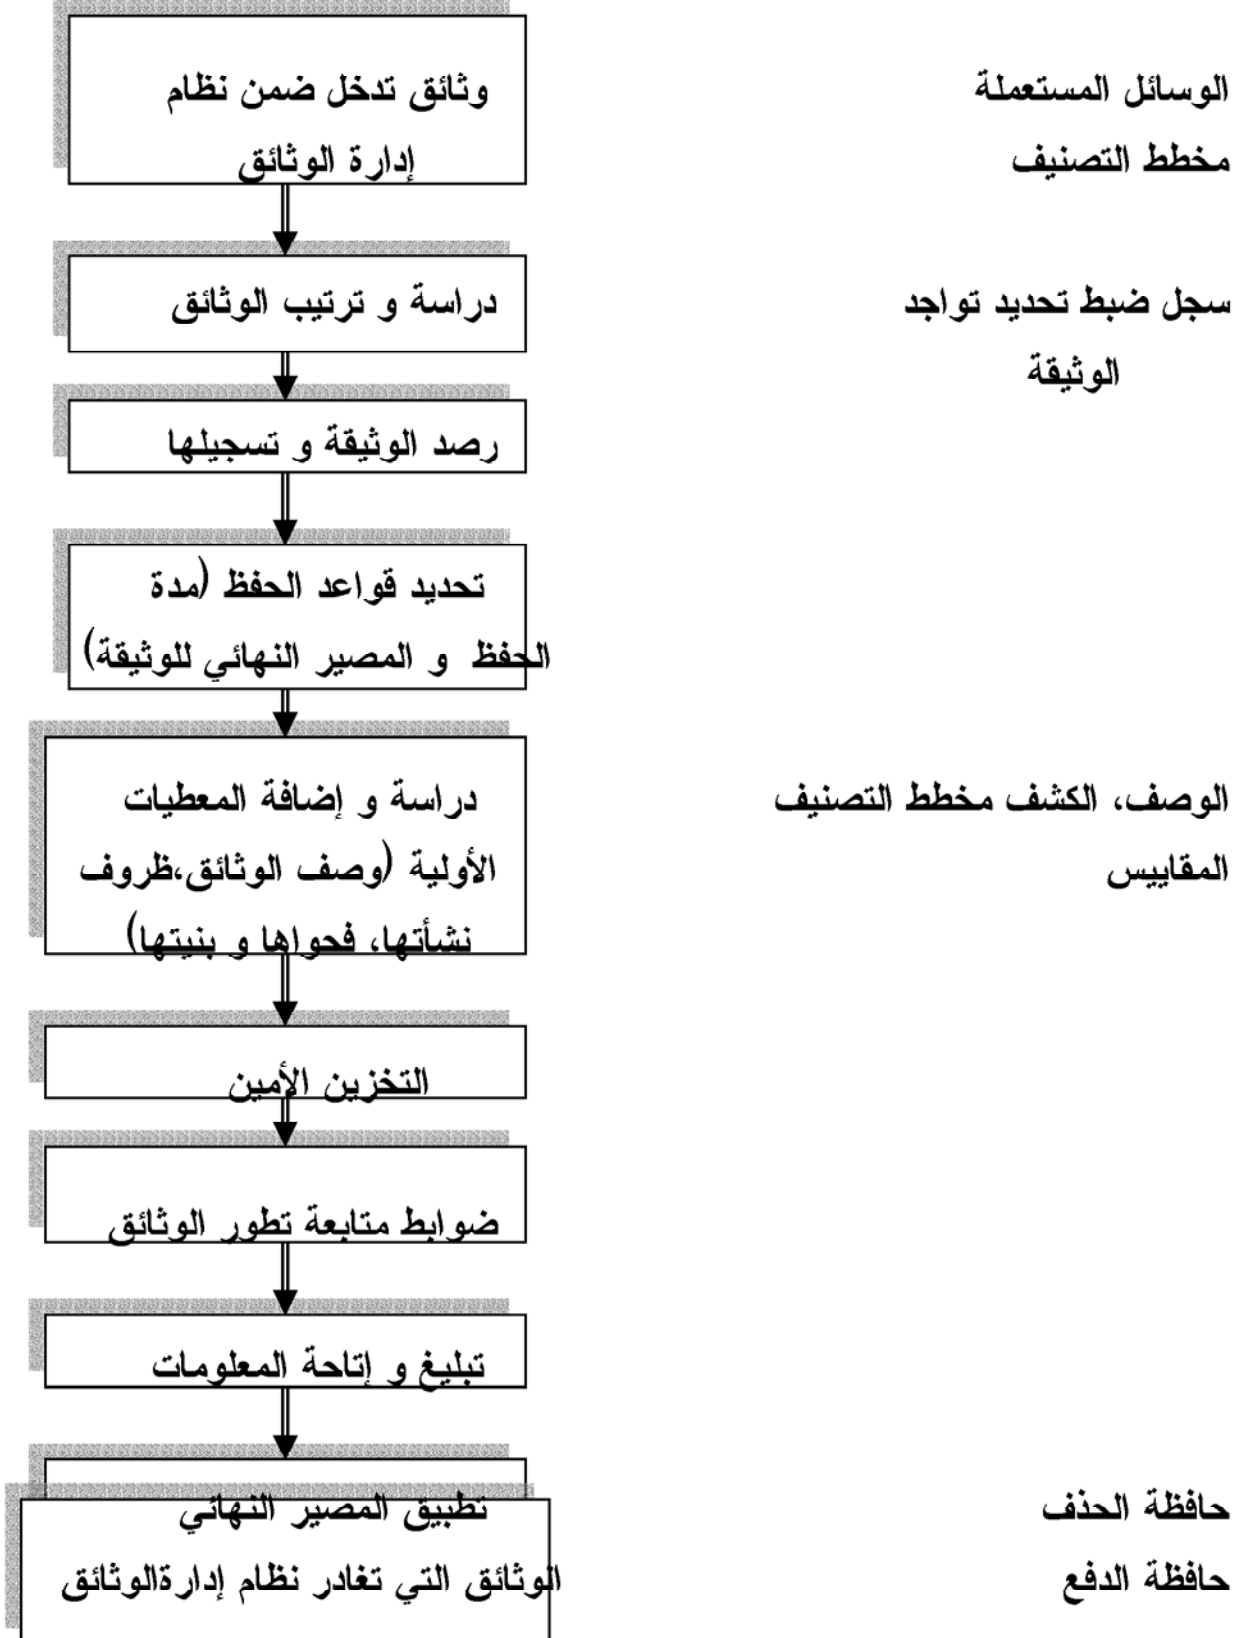 الوسائل المستعملة
وثائق تدخل ضمن نظام
مخطط التصنيف
إدارة الوثائق
سجل ضبط تحديد تواجد
دراسة و ترتيب الوثائق
الوثيقة
رصد الوثيقة و تسجيلها
تحديد قواعد الحفظ (مدة
الحفظ و المصير النهائي للوثيقة)
الوصف، الكشف مخطط التصنيف
دراسة و إضافة المعطيات
المقاييس
الأولية (وصف الوثائق،ظروف
نشأتها، فحواها و بنيتها)
التخزين الأمين
ضوابط متابعة تطور الوثائق
تبليغ و إتاحة المعلومات
حافظة الحذف
تطبيق المصير النهائي
حافظة الدفع
الوثائق التي تغادر نظام إدارةالوثائق